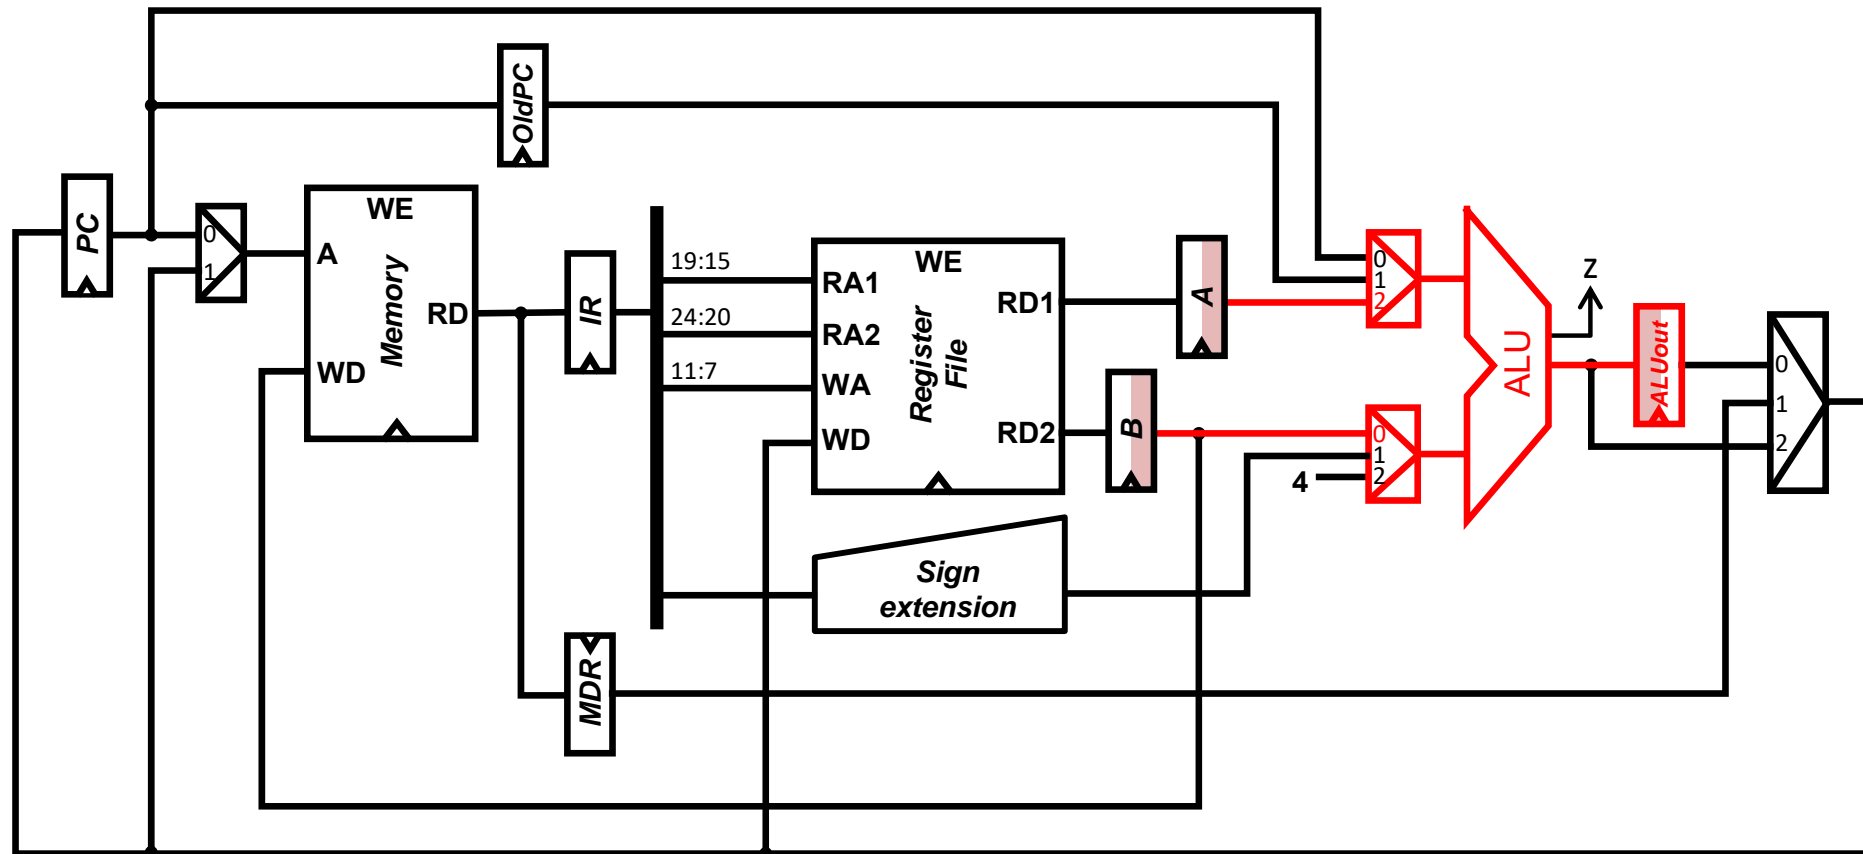 OldPC
PC
0
1
WE
A
Memory
RD
WD
IR
19:15
24:20
11:7
WE
RA1
RA2
WA
WD
Register
File
RD1
RD2
A
B
Sign
extension
MDR
0
1
2
0
1
2
4
ALU
Z
ALUout
0
1
2